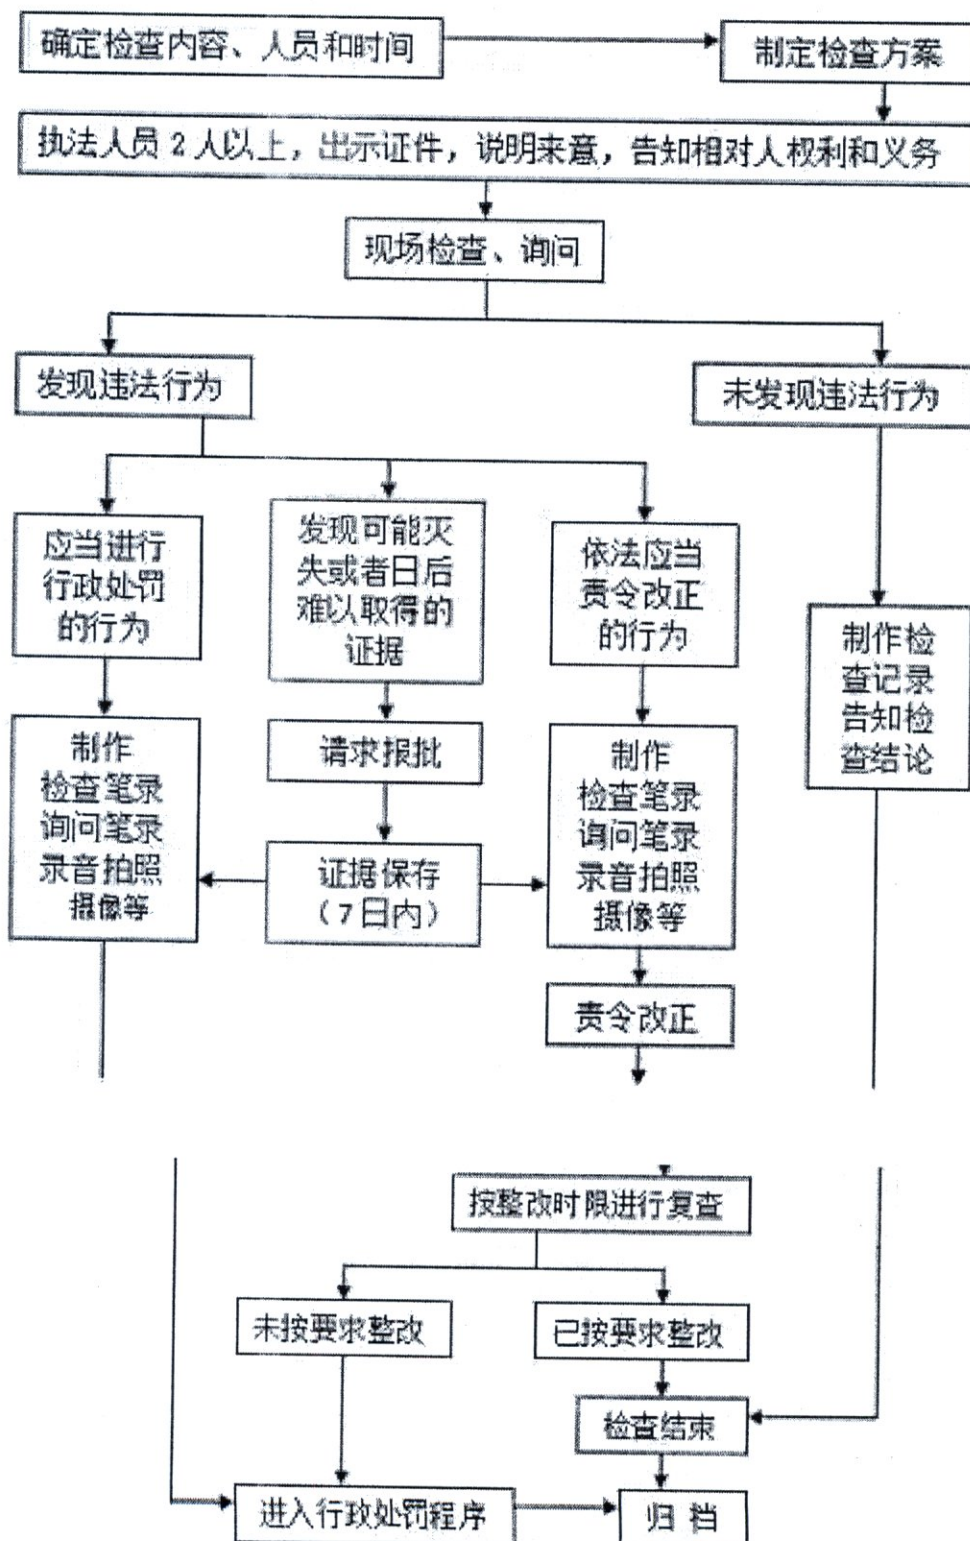 确定检查内容、人员和时间
制定检查方案
执法人员2人以上，出示证件，说明来意，告知相对人权利和义务
现场检查、询问
发现违法行为
未发现违法行为
应当进行
行政处罚
的行为
发现可能灭
失或者日后
难以取得的
证据
依法应当
责令改正
的行为
制作检
查记录
告知检
查结论
制作
检查笔录
询问笔录
录音拍照
摄像等
请求报批
证据保存
（7日内）
制作
检查笔录
询问笔录
录音拍照
摄像等
责令改正
按整改时限进行复查
未按要求整改
已按要求整改
检查结束
进入行政处罚程序
归 档